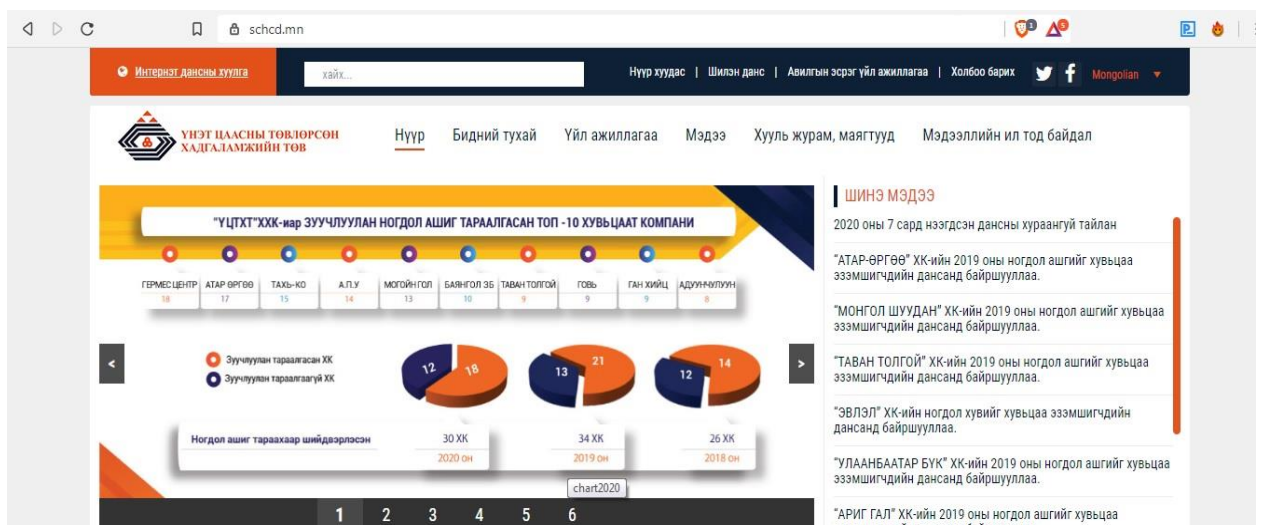 schcd.mn
1
5
Интернэт дансны хуулга
хайх...
Нүүр хуудас | Шилэн данс | Авилгын эсрэг үйл ажиллагаа | Холбоо барих
Mongolian
ҮНЭТ ЦААСНЫ ТӨВЛӨРСӨН
ХАДГАЛАМЖИЙН ТӨВ
Нүүр
Бидний тухай
Үйл ажиллагаа
Мэдээ
Хууль журам, маягтууд
Мэдээллийн ил тод байдал
"ҮЦТХТ"ХХК-иар ЗУУЧЛУУЛАН НОГДОЛ АШИГ ТАРААЛГАСАН ТОП -10 ХУВЬЦААТ КОМПАНИ
ГЕРМЕС ЦЕНТР
АТАР ӨРГӨӨ
ТАХЬ-КО
А.П.У
МОГОЙН ГОЛ
БАЯНГОЛ ЗБ
ТАВАН ТОЛГОЙ
ГОВЬ
ГАН ХИЙЦ
АДУУНЧУЛУУН
18
17
15
14
13
10
9
9
9
8
Зуучлуулан тараалгасан ХК
Зуучлуулан тараалгаагүй ХК
12
18
13
21
12
14
Ногдол ашиг тараахаар шийдвэрлэсэн
30 ХК
34 ХК
26 ХК
2020 он
2019 он
2018 он
chart2020
<
>
1 2 3 4 5 6
ШИНЭ МЭДЭЭ
2020 оны 7 сард нээгдсэн дансны хураангуй тайлан
"АТАР-ӨРГӨӨ" ХК-ийн 2019 оны ногдол ашгийг хувьцаа
эзэмшигчдийн дансанд байршууллаа.
"МОНГОЛ ШУУДАН" ХК-ийн 2019 оны ногдол ашгийг хувьцаа
эзэмшигчдийн дансанд байршууллаа.
"ТАВАН ТОЛГОЙ" ХК-ийн 2019 оны ногдол ашгийг хувьцаа
эзэмшигчдийн дансанд байршууллаа.
"ЭВЛЭЛ" ХК-ийн ногдол хувийг хувьцаа эзэмшигчдийн
дансанд байршууллаа.
"УЛААНБААТАР БҮК" ХК-ийн 2019 оны ногдол ашгийг хувьцаа
эзэмшигчдийн дансанд байршууллаа.
"АРИГ ГАЛ" ХК-ийн 2019 оны ногдол ашгийг хувьцаа